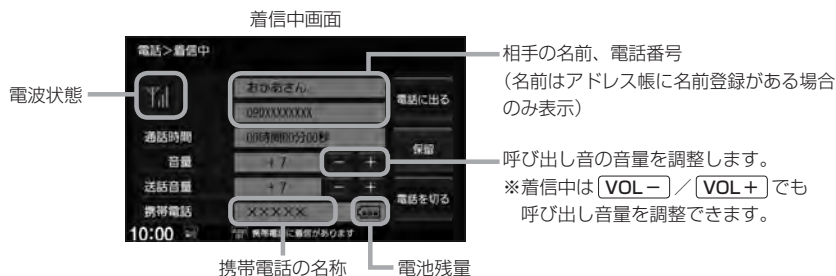 着信中画面
電話>着信中
電波状態
おかあさん
090XXXXXXXX
相手の名前、電話番号
(名前はアドレス帳に名前登録がある場合
のみ表示)
電話に出る
通話時間
00時間00分00秒
保留
音量
+7
− +
呼び出し音の音量を調整します。
※着信中は VOL− / VOL+ でも
呼び出し音量を調整できます。
送話音量
+7
− +
電話を切る
携帯電話
×××××
10:00
携帯電話に着信があります
携帯電話の名称
電池残量